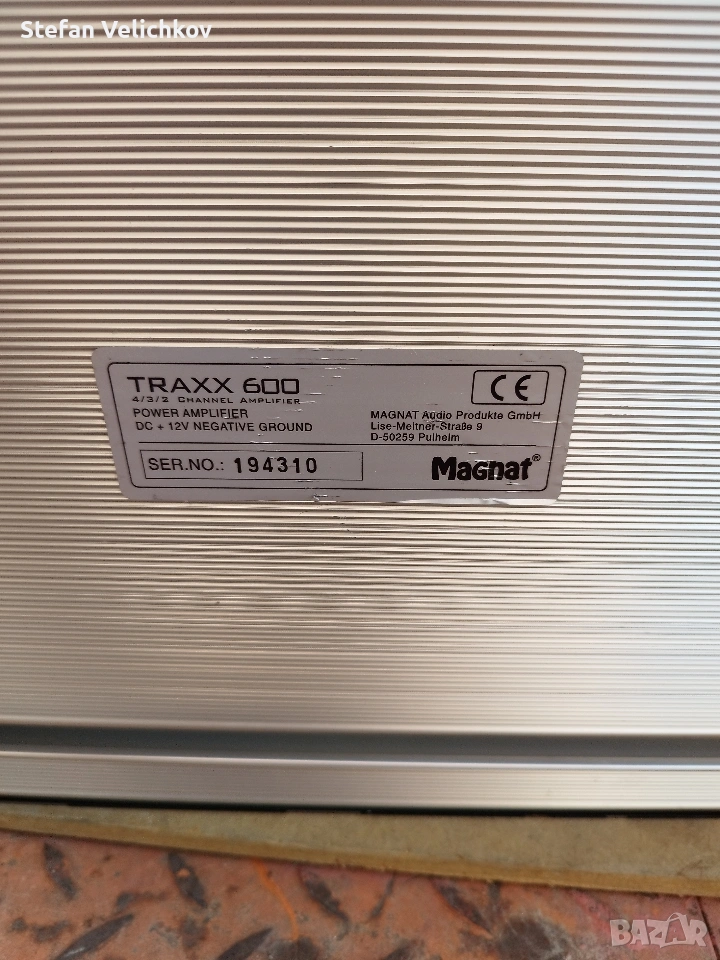 Stefan Velichkov
TRAXX 600
4/3/2 CHANNEL AMPLIFIER
POWER AMPLIFIER
DC + 12V NEGATIVE GROUND
CE
MAGNAT Audio Produkte GmbH
Lise-Meitner-Straße 9
D-50259 Pulheim
SER.NO.: 194310
Magnat®
BAZAR